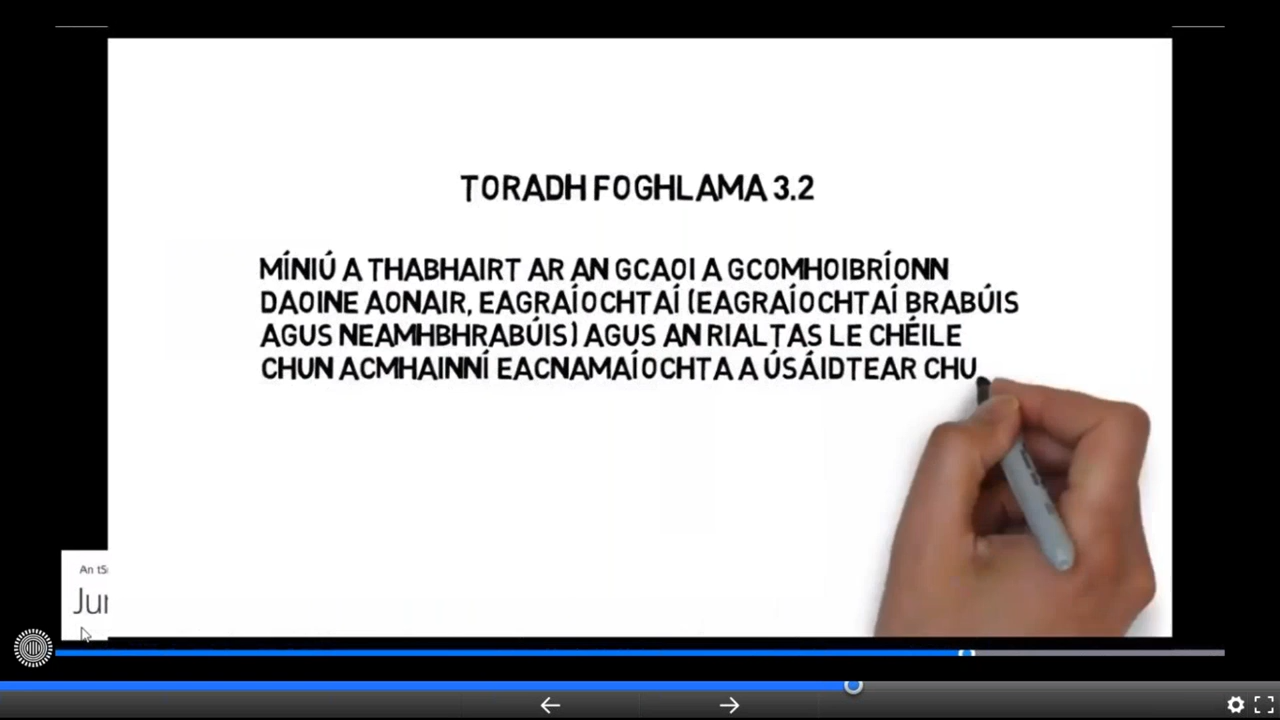 TORADH FOGHLAMA 3.2
MÍNIÚ A THABHAIRT AR AN GCAOI A GCOMHOIBRÍONN
DAOINE AONAIR, EAGRAÍOCHTAÍ (EAGRAÍOCHTAÍ BRABÚIS
AGUS NEAMHBHRABÚIS) AGUS AN RIALTAS LE CHÉILE
CHUN ACMHAINNÍ EACNAMAÍOCHTA A ÚSÁIDTEAR CHU
An tS
Jur